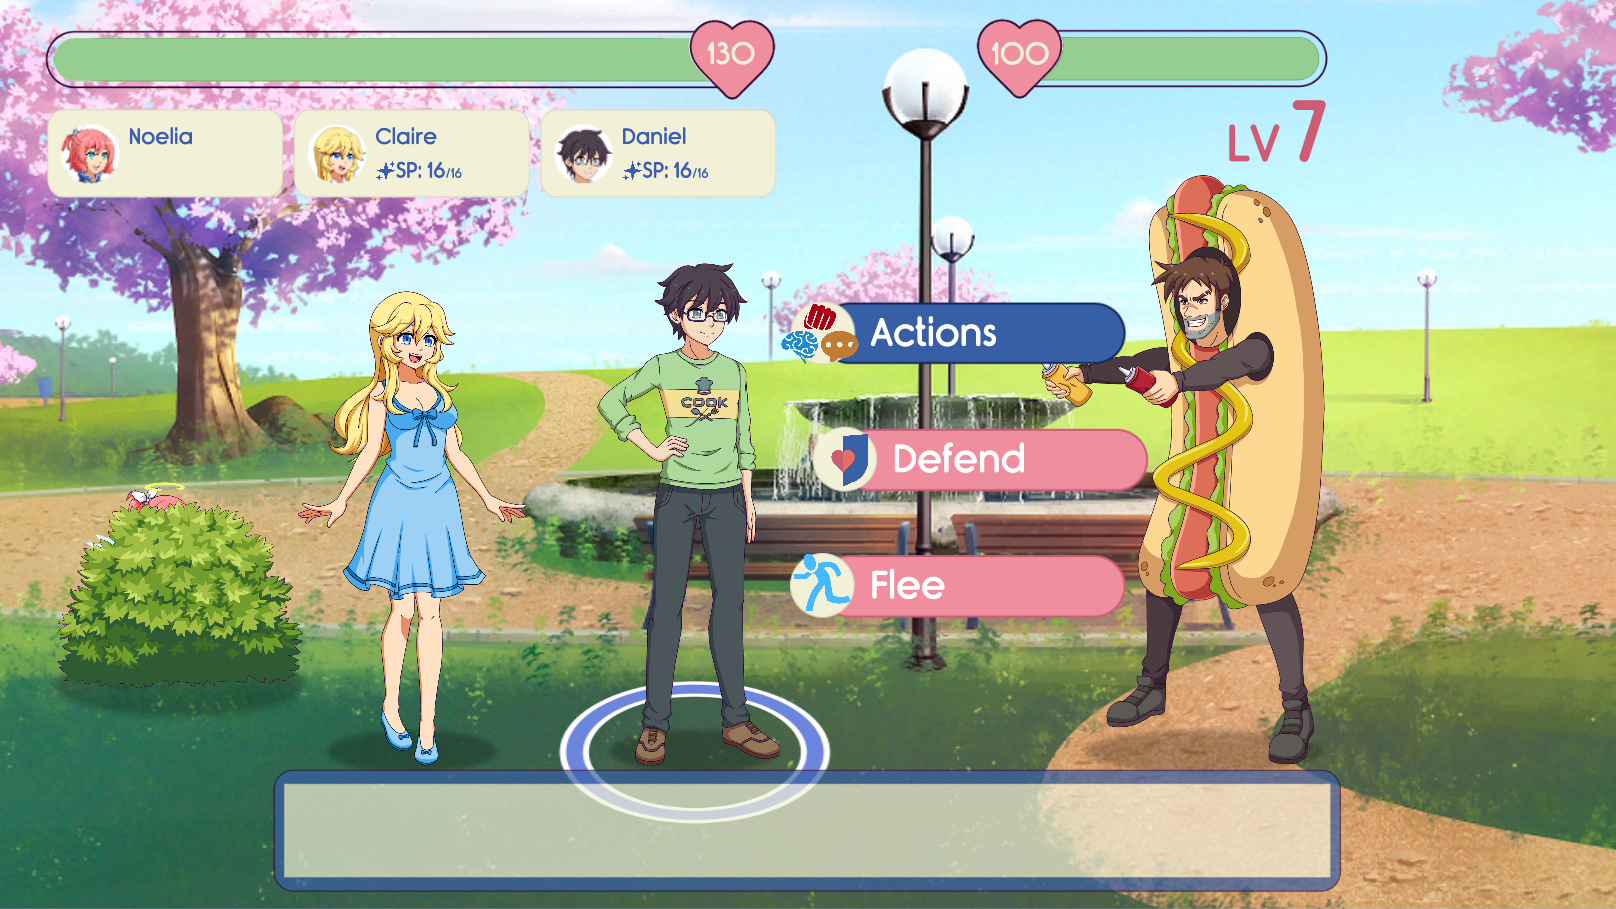 130
100
Noelia
Claire
SP: 16/16
Daniel
SP: 16/16
LV 7
COOK
Actions
Defend
Flee